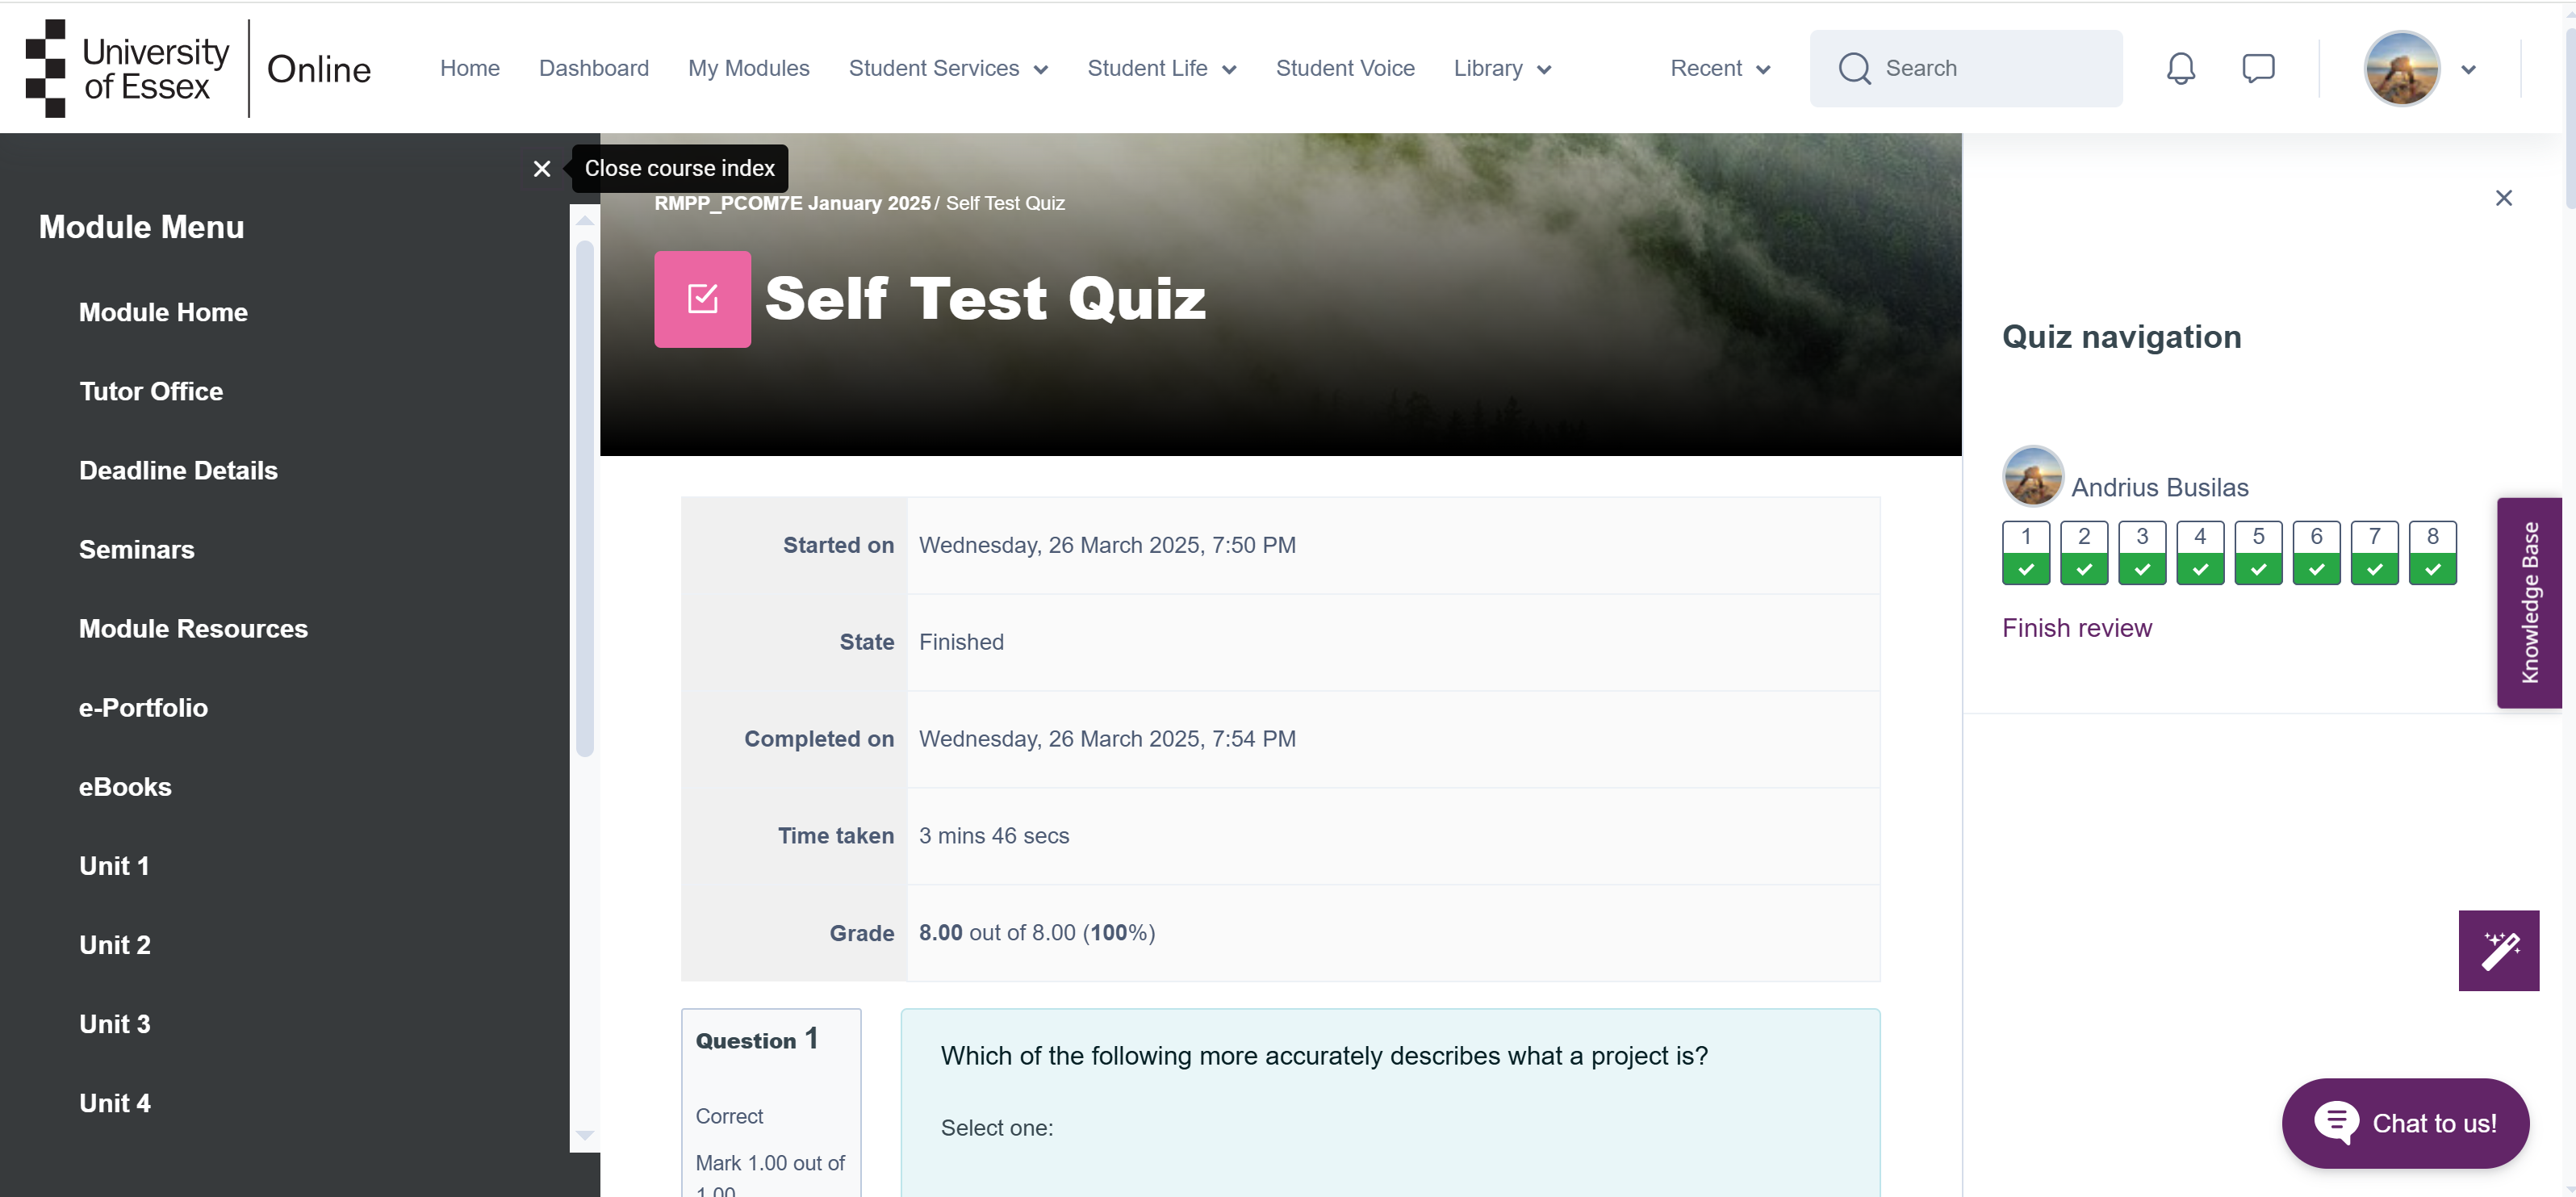 University
of Essex
Online
Home
Dashboard
My Modules
Student Services
Student Life
Student Voice
Library
Recent
Search
Close course index
Module Menu
Module Home
Tutor Office
Deadline Details
Seminars
Module Resources
e-Portfolio
eBooks
Unit 1
Unit 2
Unit 3
Unit 4
RMPP_PCOM7E January 2025 / Self Test Quiz
Self Test Quiz
Started on Wednesday, 26 March 2025, 7:50 PM
State Finished
Completed on Wednesday, 26 March 2025, 7:54 PM
Time taken 3 mins 46 secs
Grade 8.00 out of 8.00 (100%)
Question 1
Correct
Mark 1.00 out of
1.00
Which of the following more accurately describes what a project is?
Select one:
Quiz navigation
Andrius Busilas
1 2 3 4 5 6 7 8
Finish review
Knowledge Base
Chat to us!